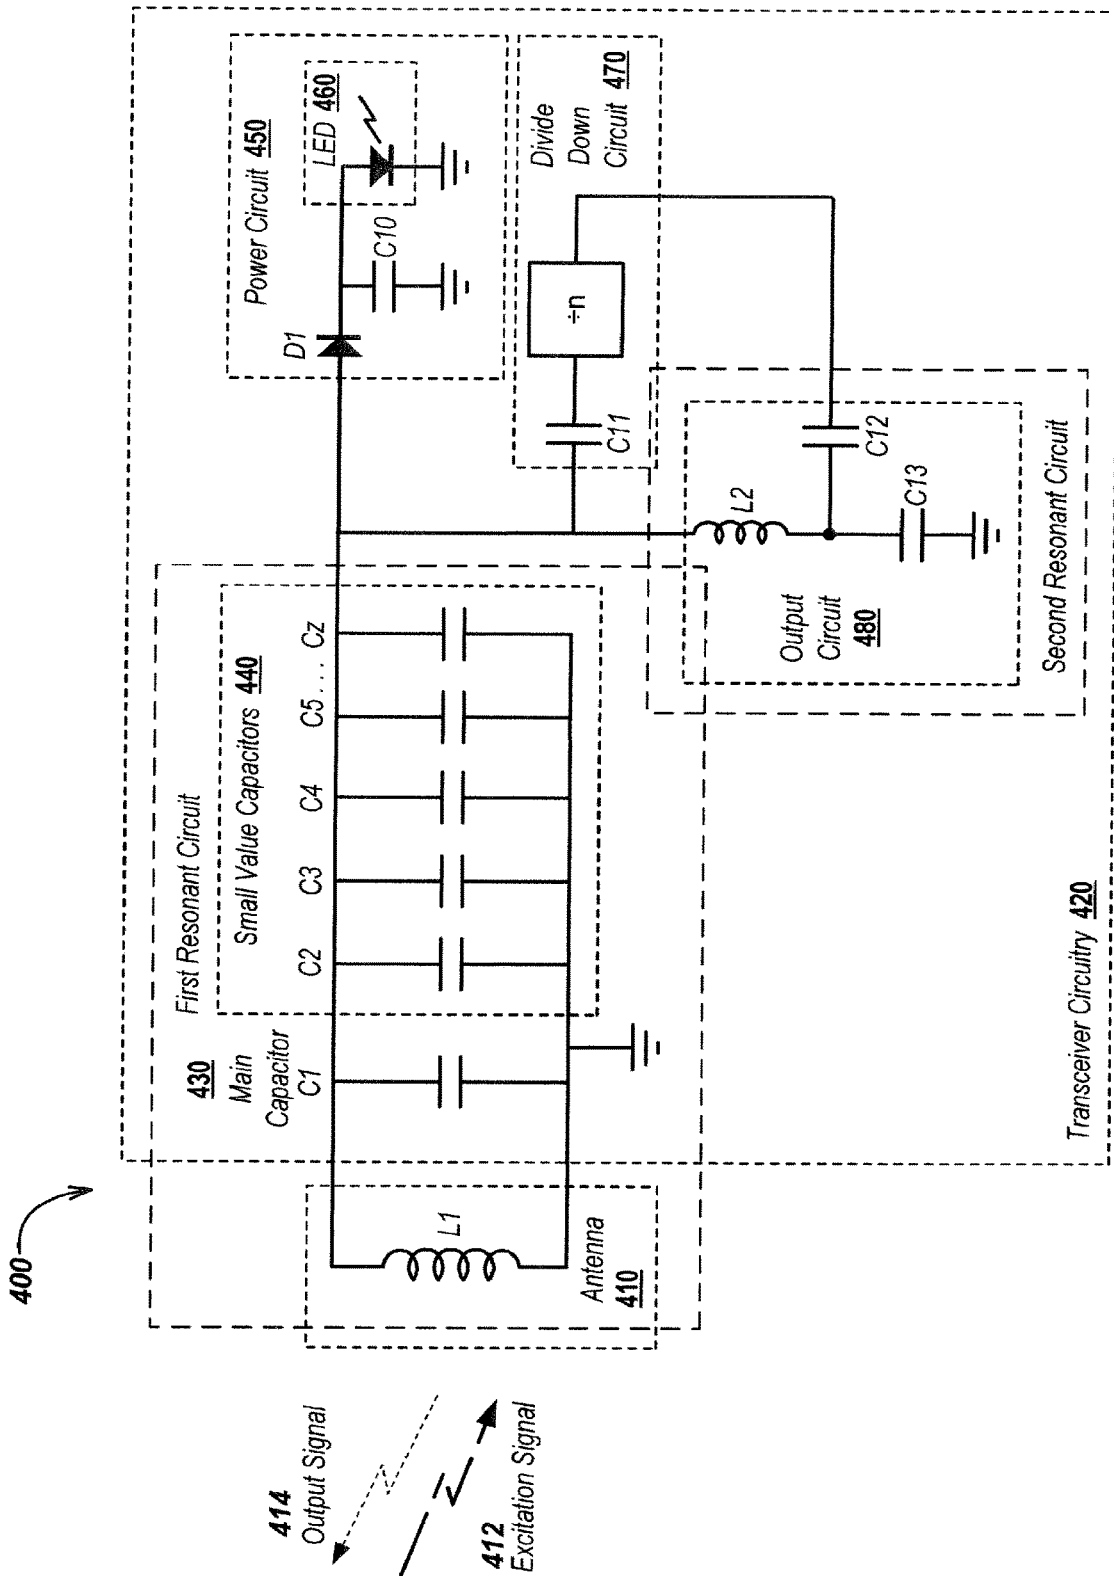 400
414
Output Signal
412
Excitation Signal
Antenna
410
L1
First Resonant Circuit
430
Main
Capacitor
C1
Small Value Capacitors 440
C2
C3
C4
C5....
Cz
Power Circuit 450
D1
C10
LED 460
Divide
Down
Circuit 470
÷n
C11
C12
L2
C13
Output
Circuit
480
Second Resonant Circuit
Transceiver Circuitry 420